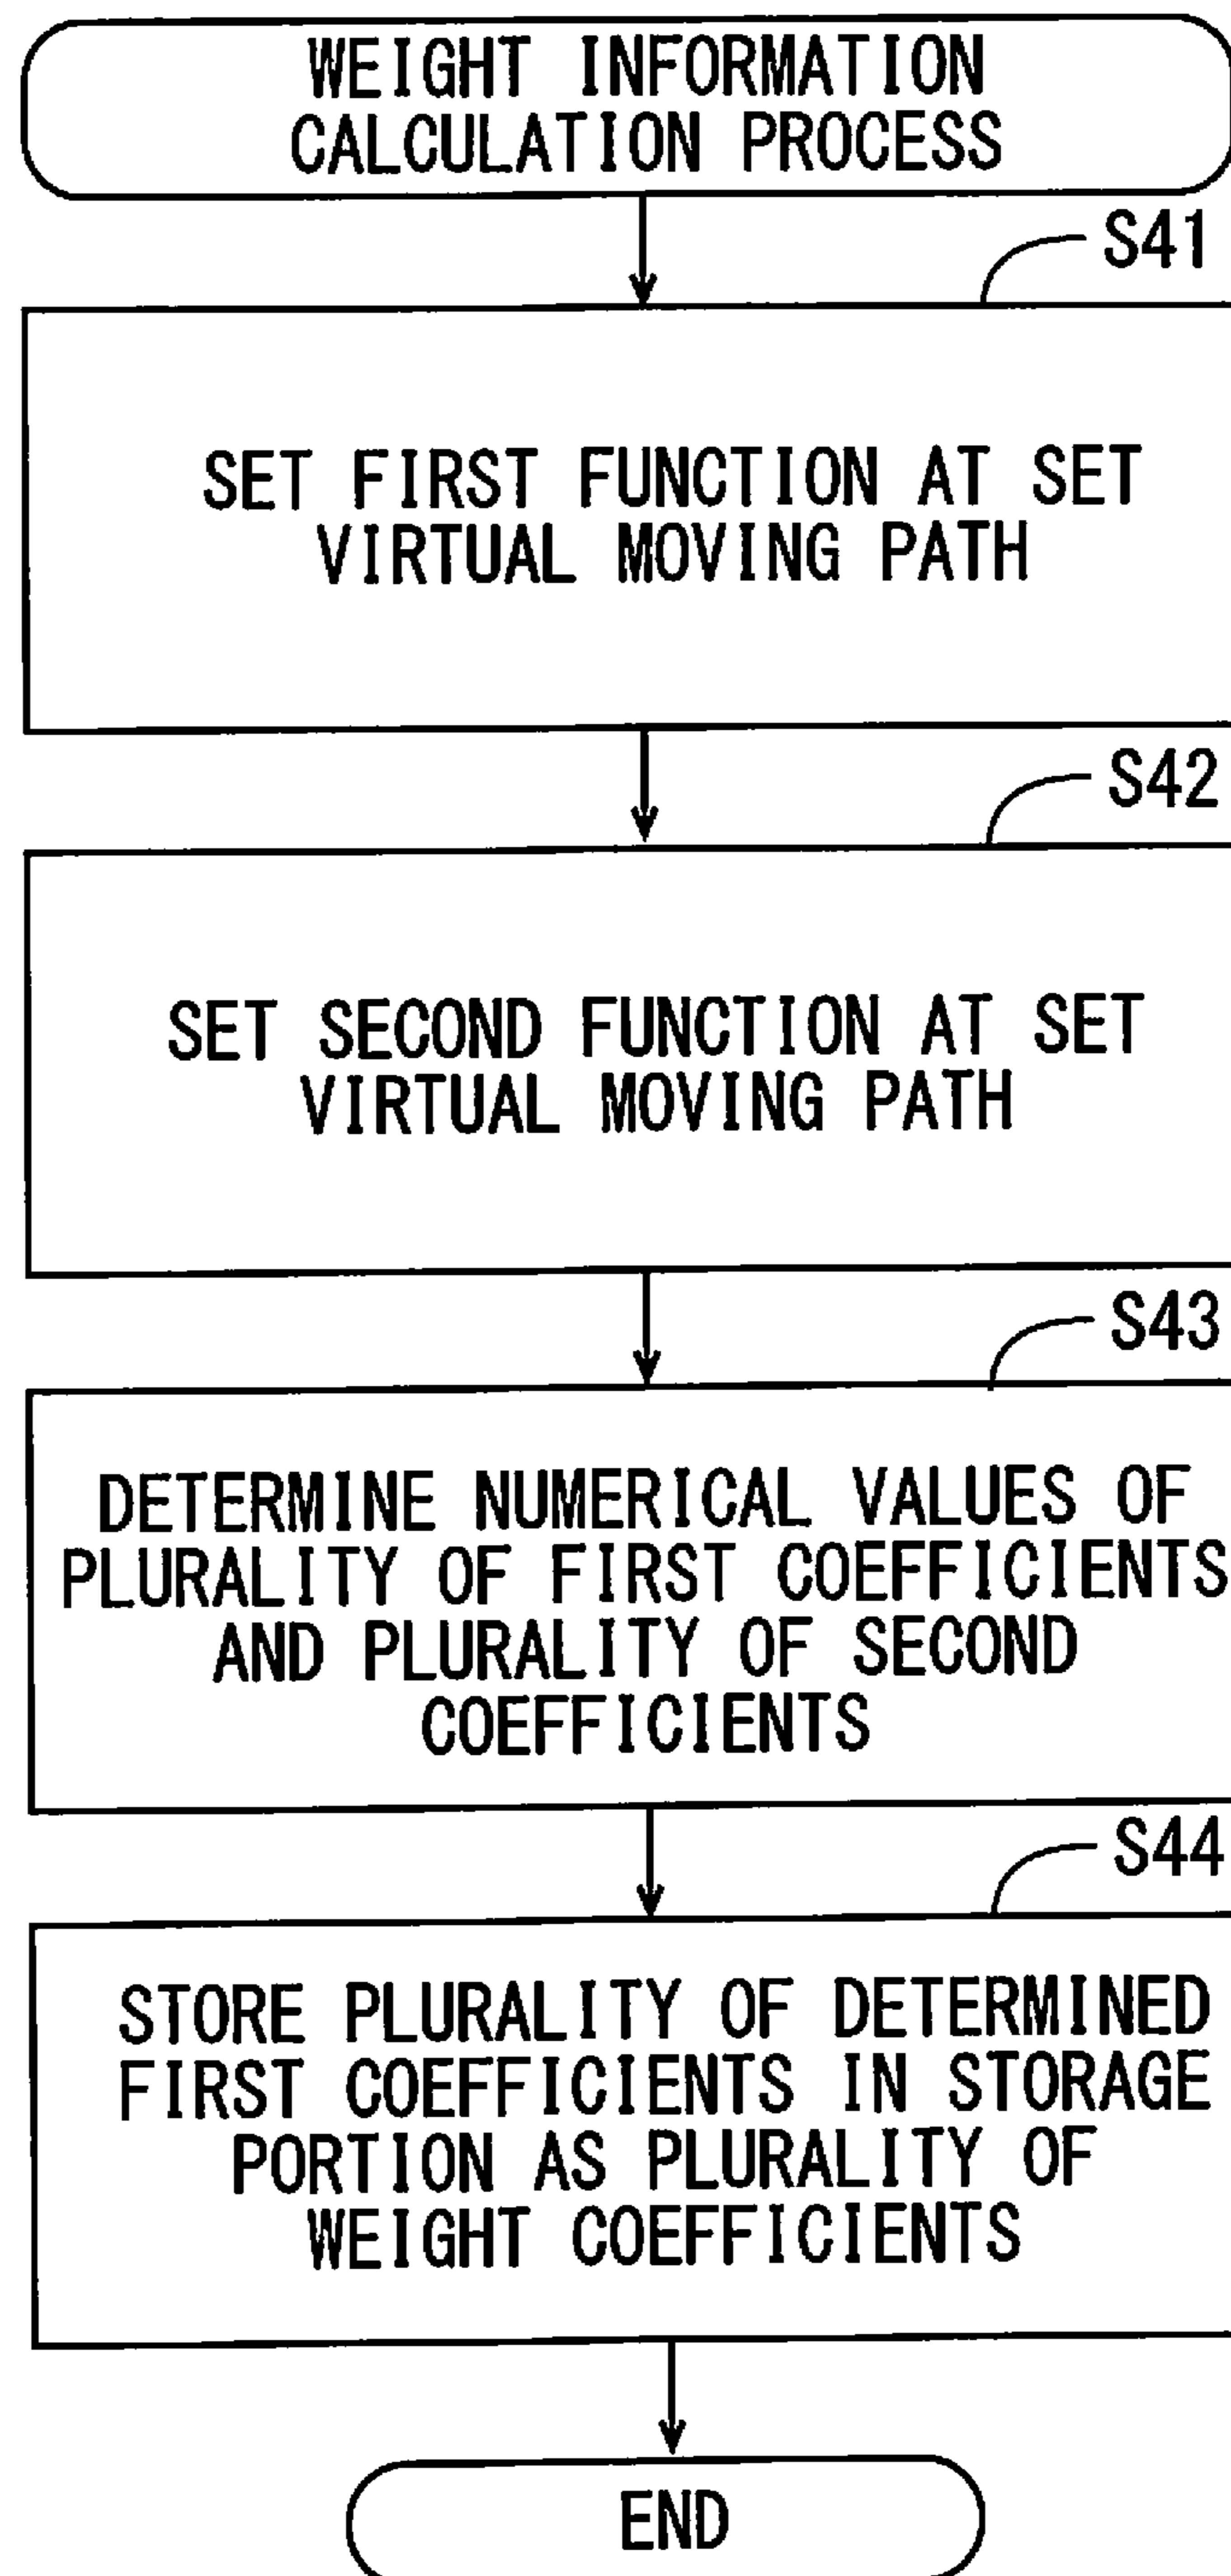 WEIGHT INFORMATION
CALCULATION PROCESS
S41
SET FIRST FUNCTION AT SET
VIRTUAL MOVING PATH
S42
SET SECOND FUNCTION AT SET
VIRTUAL MOVING PATH
S43
DETERMINE NUMERICAL VALUES OF
PLURALITY OF FIRST COEFFICIENTS
AND PLURALITY OF SECOND
COEFFICIENTS
S44
STORE PLURALITY OF DETERMINED
FIRST COEFFICIENTS IN STORAGE
PORTION AS PLURALITY OF
WEIGHT COEFFICIENTS
END